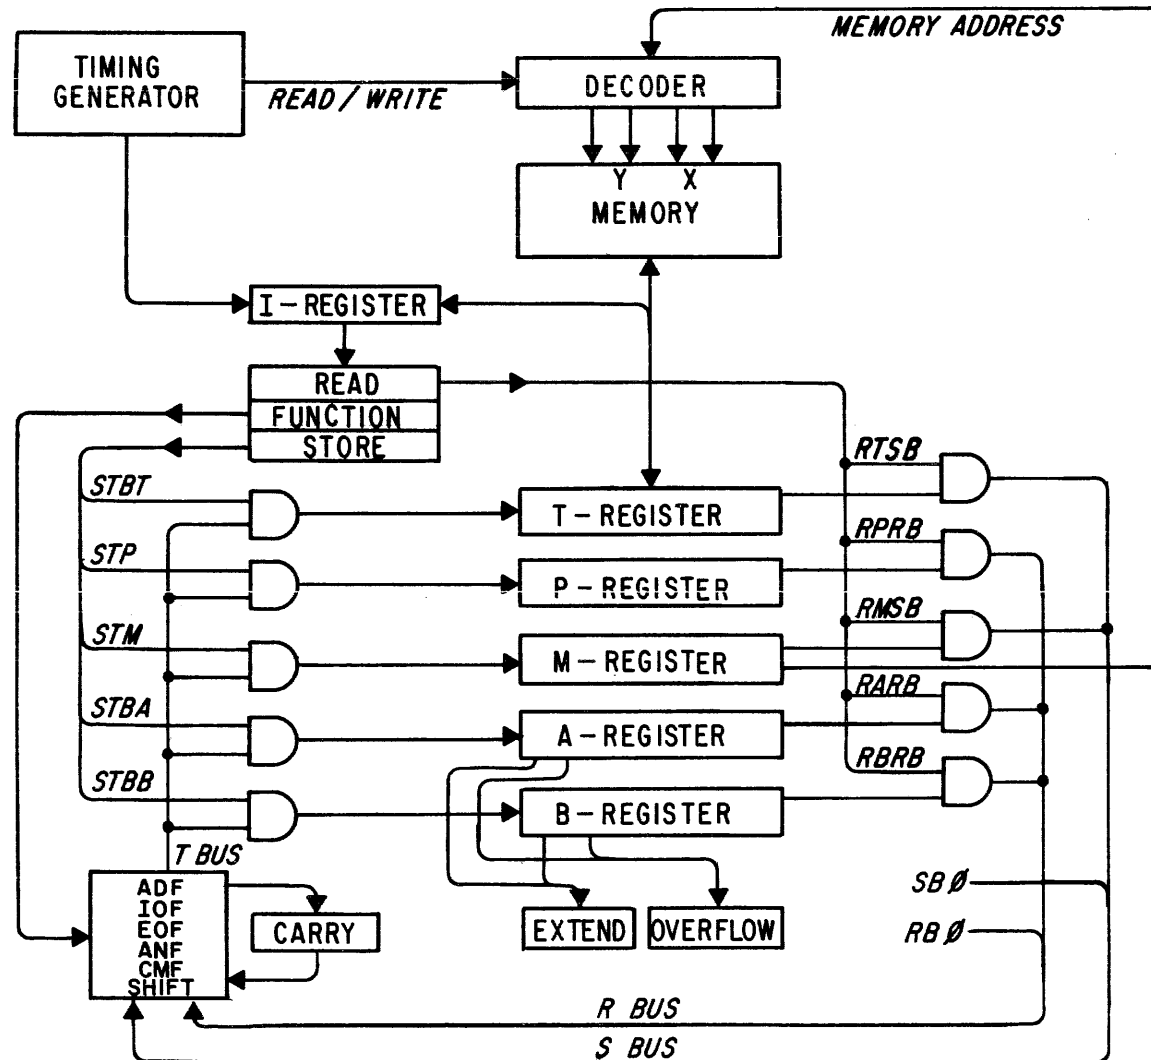 MEMORY ADDRESS
TIMING
GENERATOR
READ / WRITE
DECODER
Y X
MEMORY
I-REGISTER
READ
FUNCTION
STORE
STBT
T-REGISTER
RTSB
STP
P-REGISTER
RPRB
STM
M-REGISTER
RMSB
STBA
A-REGISTER
RARB
STBB
B-REGISTER
RBRB
T BUS
ADF
IOF
EOF
ANF
CMF
SHIFT
CARRY
EXTEND
OVERFLOW
SBØ
RBØ
R BUS
S BUS